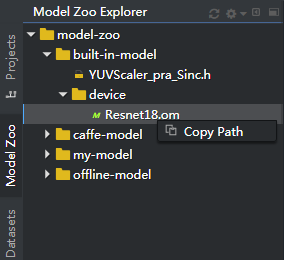 Model Zoo Explorer
model-zoo
built-in-model
YUVScaler_pra_Sinc.h
device
Resnet18.om
Copy Path
caffe-model
my-model
offline-model
Projects
Model Zoo
Datasets